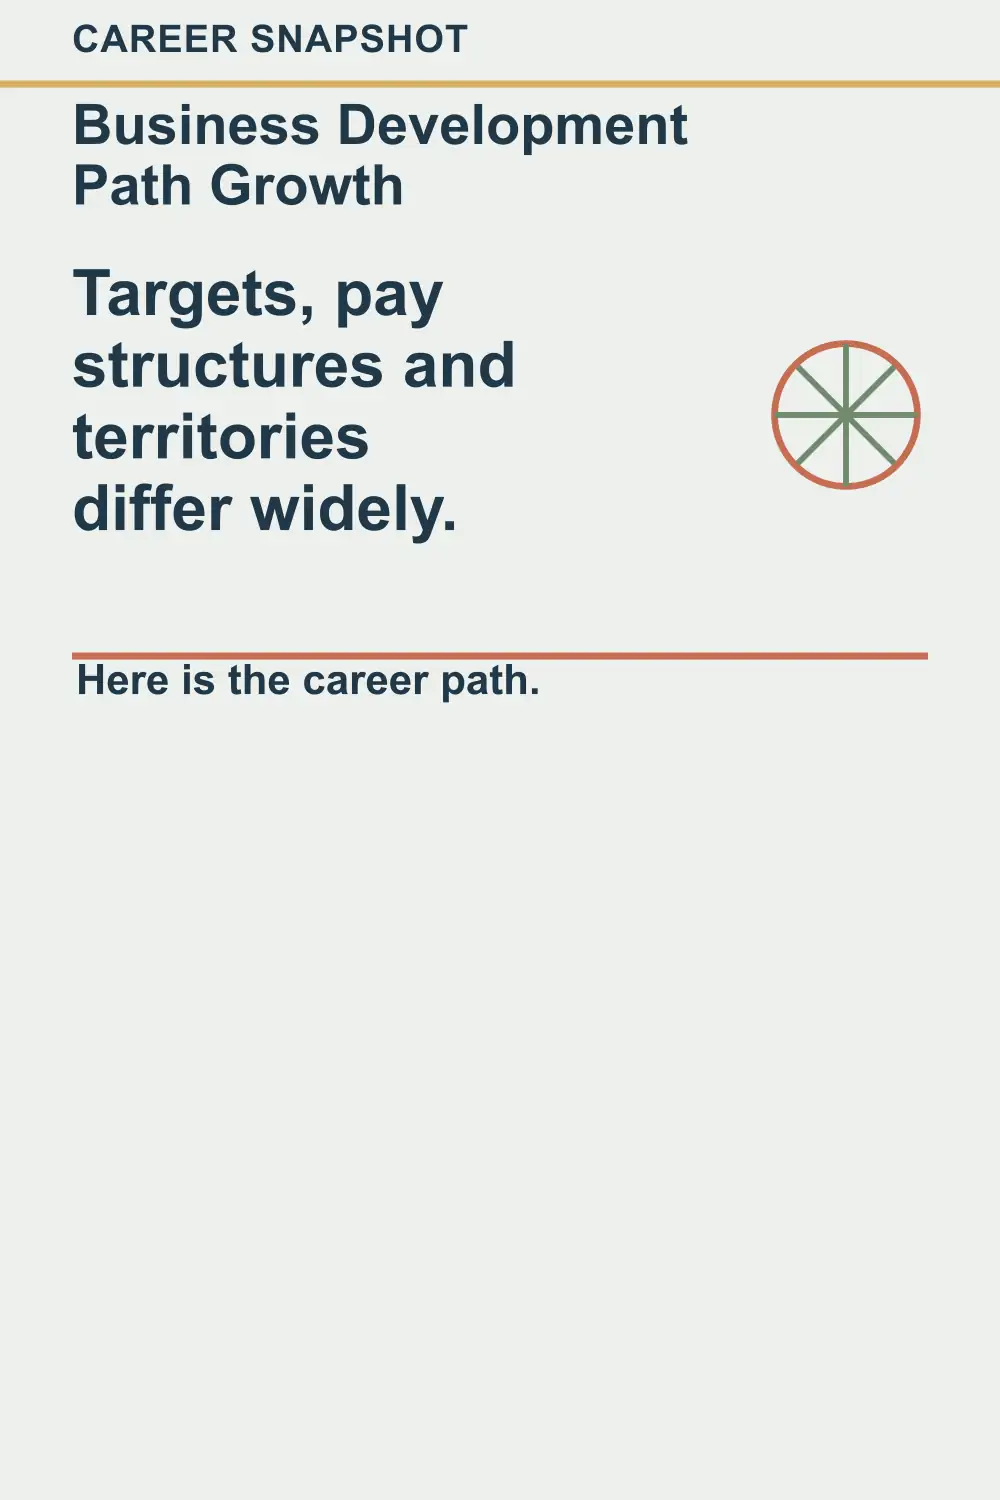 CAREER SNAPSHOT
Business Development
Path Growth
Targets, pay
structures and
territories
differ widely.
Here is the career path.